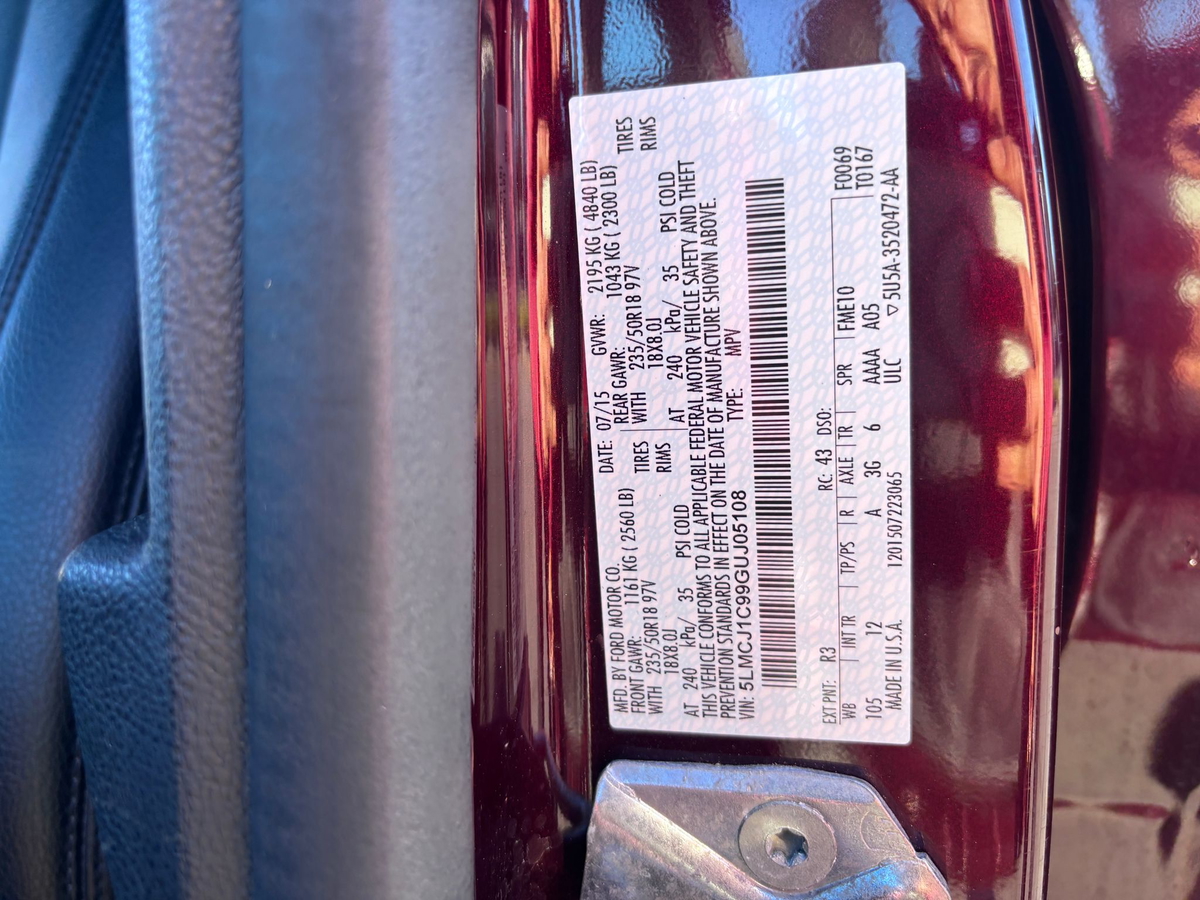 MFD. BY FORD MOTOR CO. DATE: 07/15 GVWR: 2195 KG ( 4840 LB)
FRONT GAWR: 1161 KG ( 2560 LB) REAR GAWR: 1043 KG ( 2300 LB)
WITH 235/50R18 97V TIRES WITH 235/50R18 97V TIRES
18X8.0J RIMS 18X8.0J RIMS
AT 240 kPa/ 35 PSI COLD AT 240 kPa/ 35 PSI COLD
THIS VEHICLE CONFORMS TO ALL APPLICABLE FEDERAL MOTOR VEHICLE SAFETY AND THEFT
PREVENTION STANDARDS IN EFFECT ON THE DATE OF MANUFACTURE SHOWN ABOVE.
VIN: 5LMCJ1C99GUJ05108 TYPE: MPV
EXT PNT: R3 RC: 43 DSO: F0069
WB INT TR TP/PS R AXLE TR SPR FME10 T0167
105 12 A 3G 6 AAAA A05
MADE IN U.S.A. 1201507223065 ULC ▽5U5A-3520472-AA